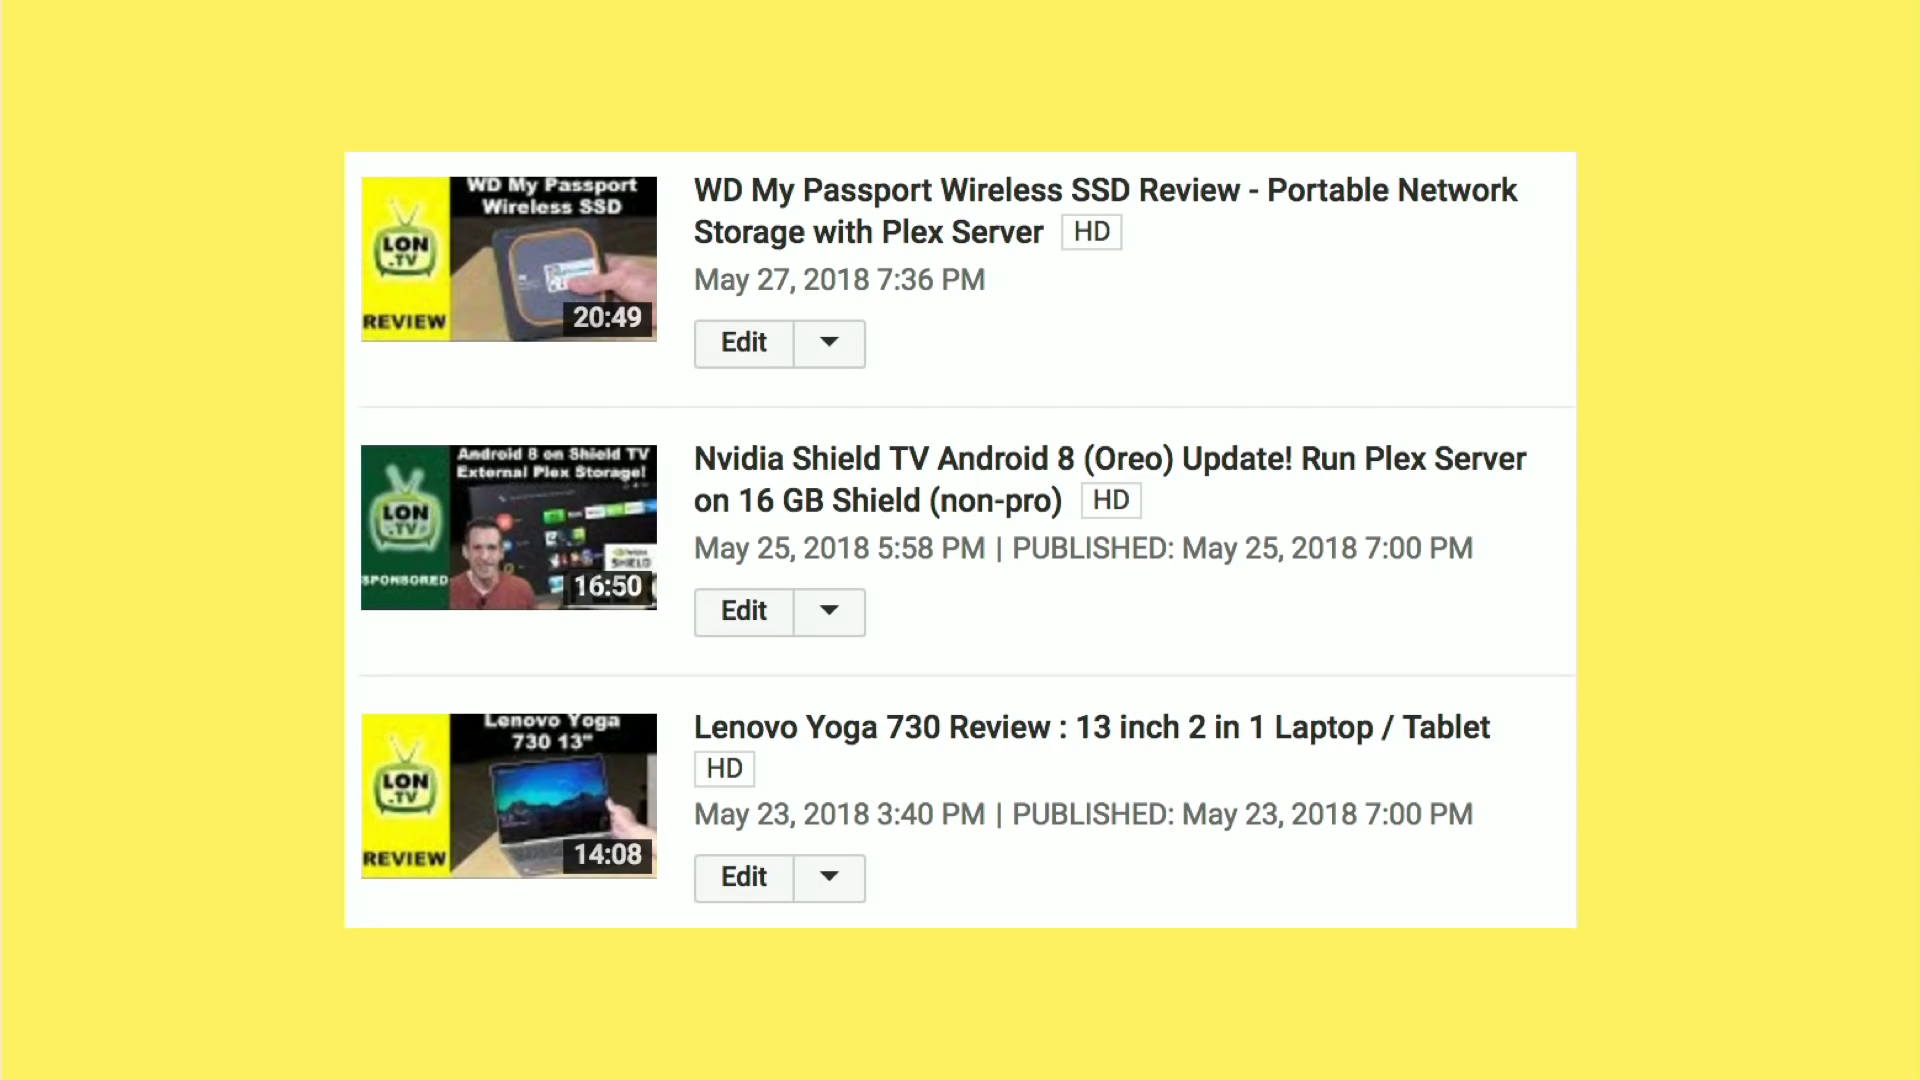 WD My Passport
Wireless SSD
LON
.TV
REVIEW
20:49
WD My Passport Wireless SSD Review - Portable Network
Storage with Plex Server HD
May 27, 2018 7:36 PM
Edit
Android 8 on Shield TV
External Plex Storage!
LON
.TV
SPONSORED
SHIELD
16:50
Nvidia Shield TV Android 8 (Oreo) Update! Run Plex Server
on 16 GB Shield (non-pro) HD
May 25, 2018 5:58 PM | PUBLISHED: May 25, 2018 7:00 PM
Edit
Lenovo Yoga
730 13"
LON
.TV
REVIEW
14:08
Lenovo Yoga 730 Review : 13 inch 2 in 1 Laptop / Tablet
HD
May 23, 2018 3:40 PM | PUBLISHED: May 23, 2018 7:00 PM
Edit